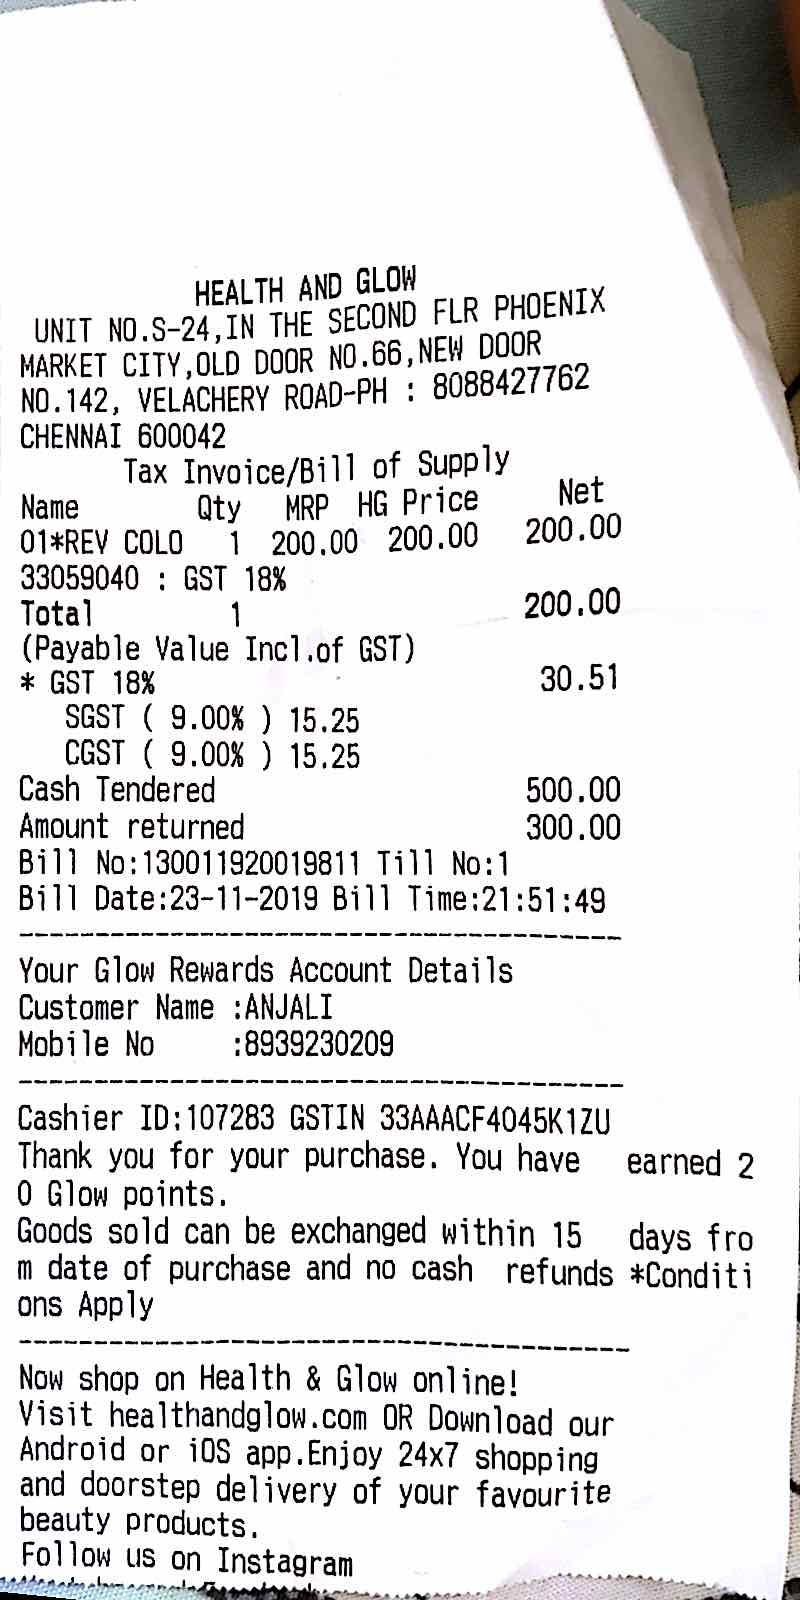 HEALTH AND GLOW
UNIT NO.S-24,IN THE SECOND FLR PHOENIX
MARKET CITY,OLD DOOR NO.66,NEW DOOR
NO.142, VELACHERY ROAD-PH : 8088427762
CHENNAI 600042
Tax Invoice/Bill of Supply
Name Qty MRP HG Price Net
01*REV COLO 1 200.00 200.00 200.00
33059040 : GST 18%
Total 1 200.00
(Payable Value Incl.of GST)
* GST 18% 30.51
SGST ( 9.00% ) 15.25
CGST ( 9.00% ) 15.25
Cash Tendered 500.00
Amount returned 300.00
Bill No:130011920019811 Till No:1
Bill Date:23-11-2019 Bill Time:21:51:49
Your Glow Rewards Account Details
Customer Name :ANJALI
Mobile No :8939230209
Cashier ID:107283 GSTIN 33AAACF4045K1ZU
Thank you for your purchase. You have earned 2
0 Glow points.
Goods sold can be exchanged within 15 days fro
m date of purchase and no cash refunds *Conditi
ons Apply
Now shop on Health & Glow online!
Visit healthandglow.com OR Download our
Android or iOS app.Enjoy 24x7 shopping
and doorstep delivery of your favourite
beauty products.
Follow us on Instagram